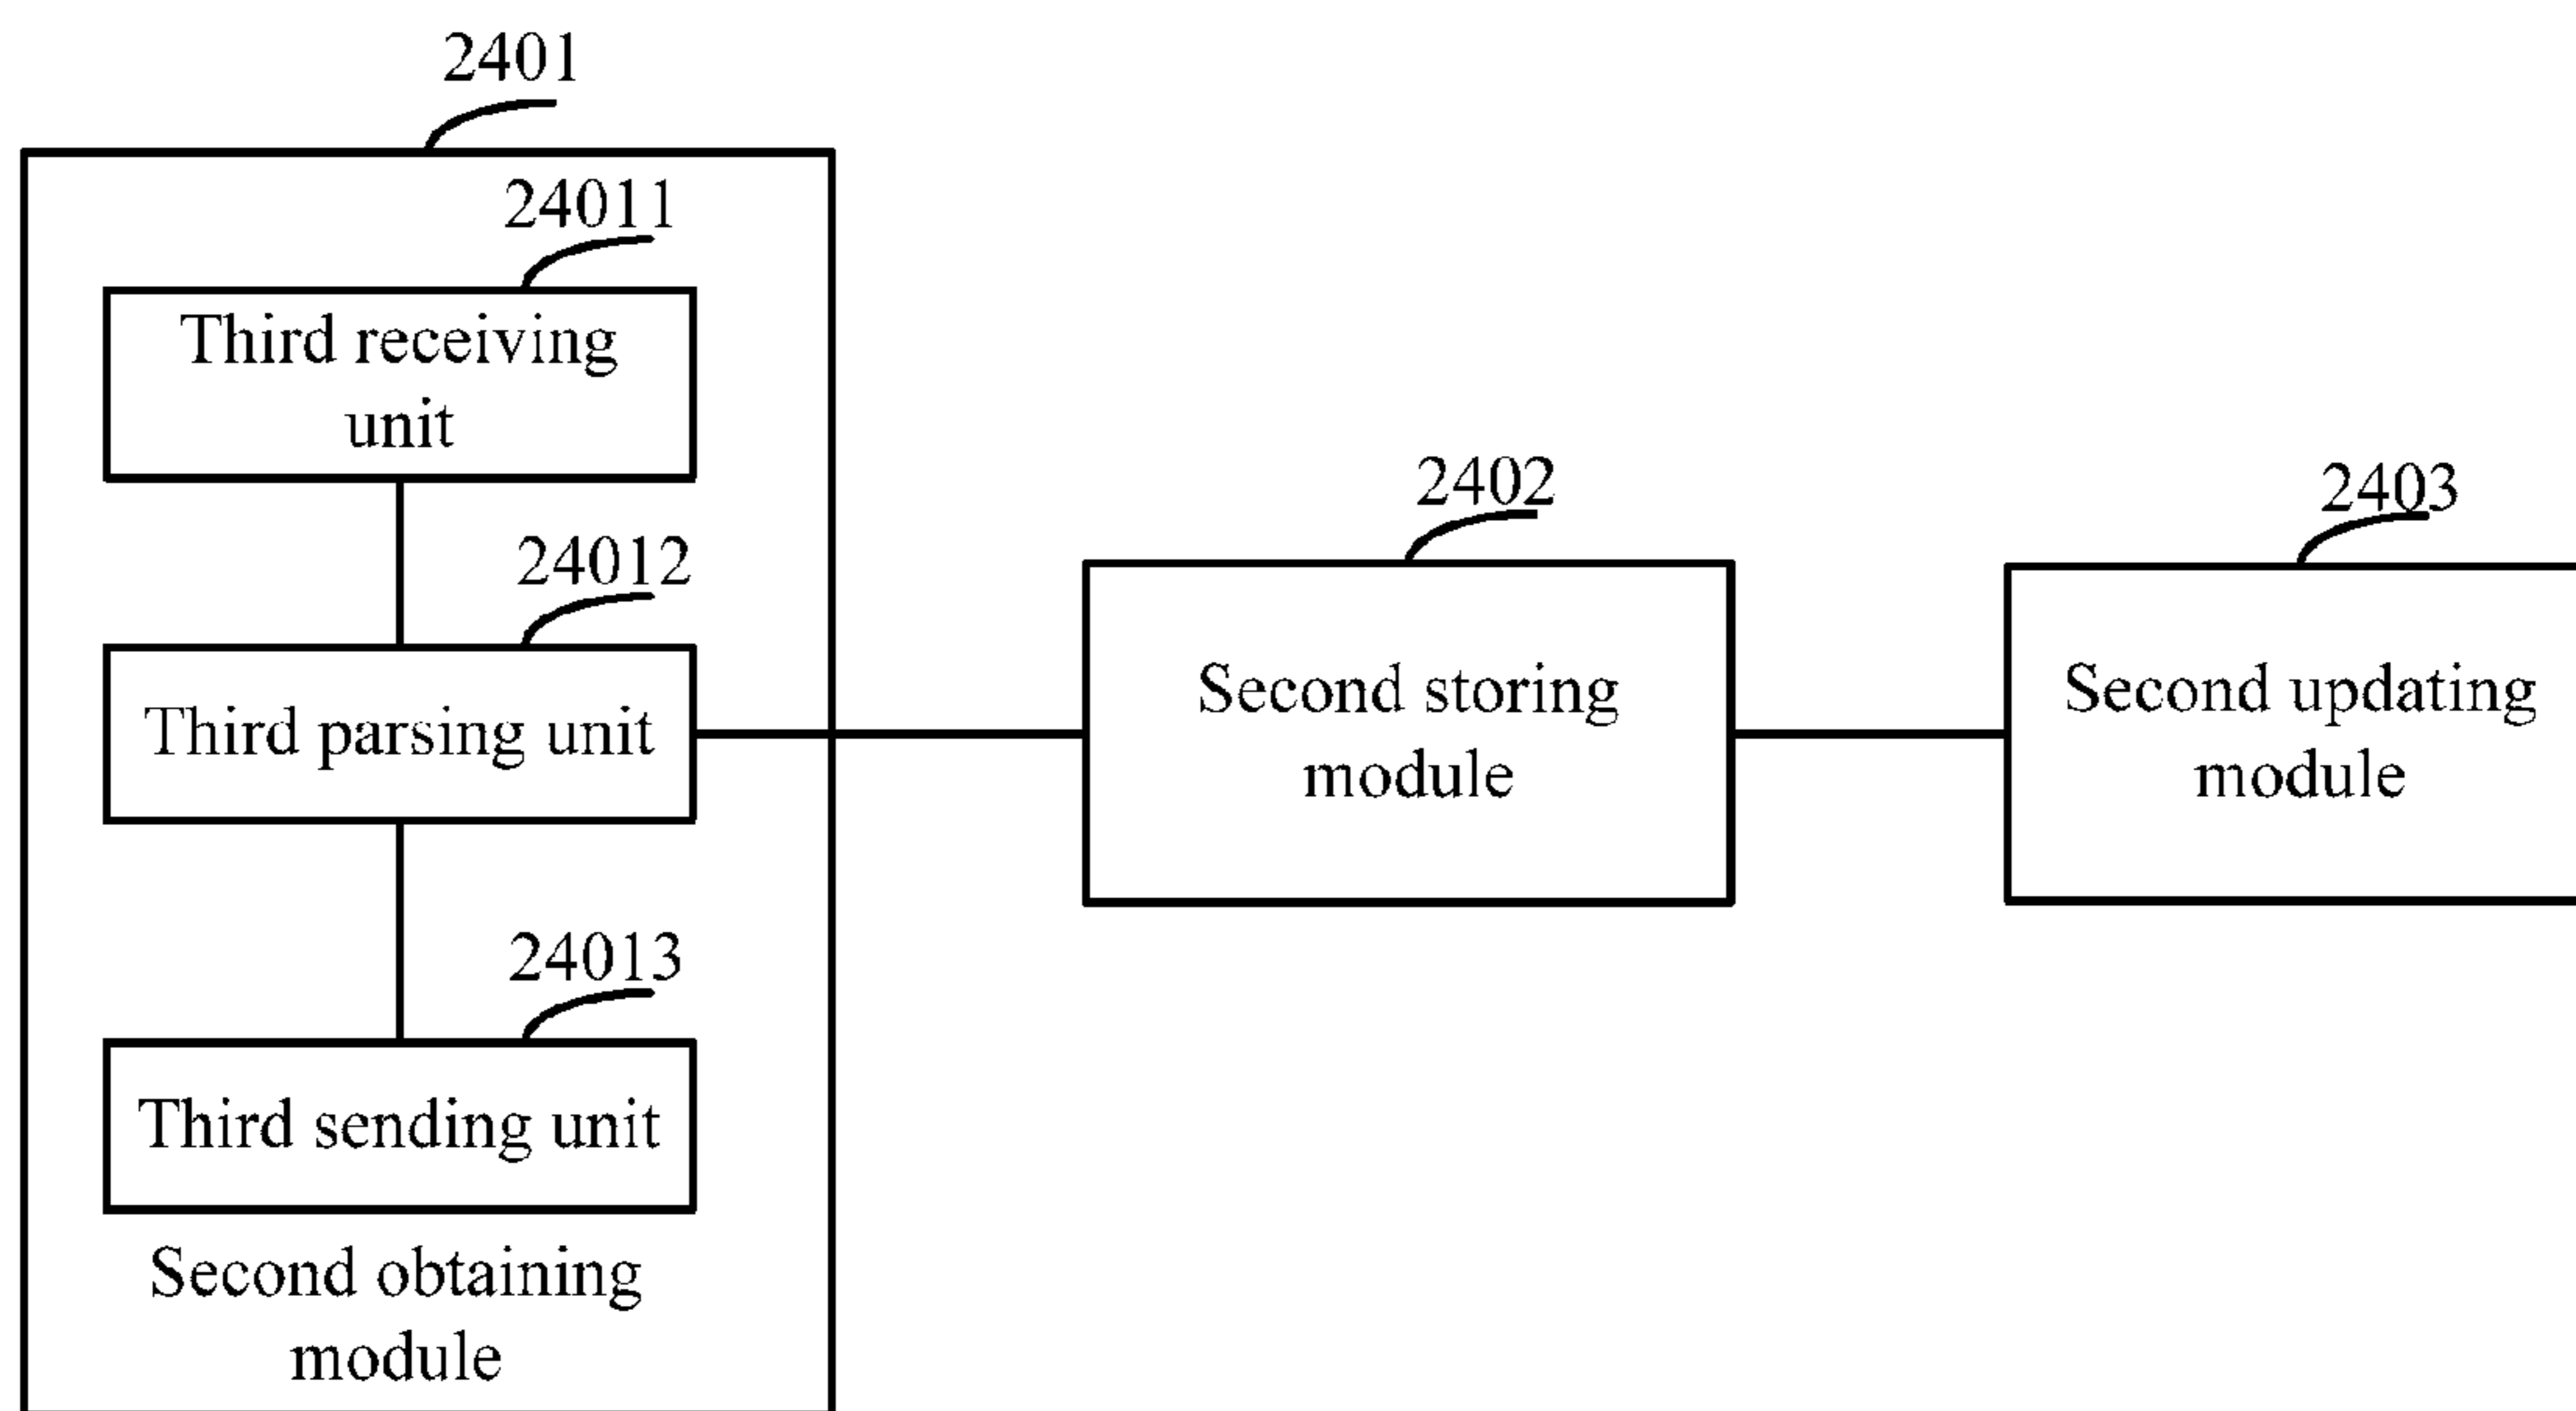 2401
24011
Third receiving
unit
24012
Third parsing unit
24013
Third sending unit
Second obtaining
module
2402
Second storing
module
2403
Second updating
module